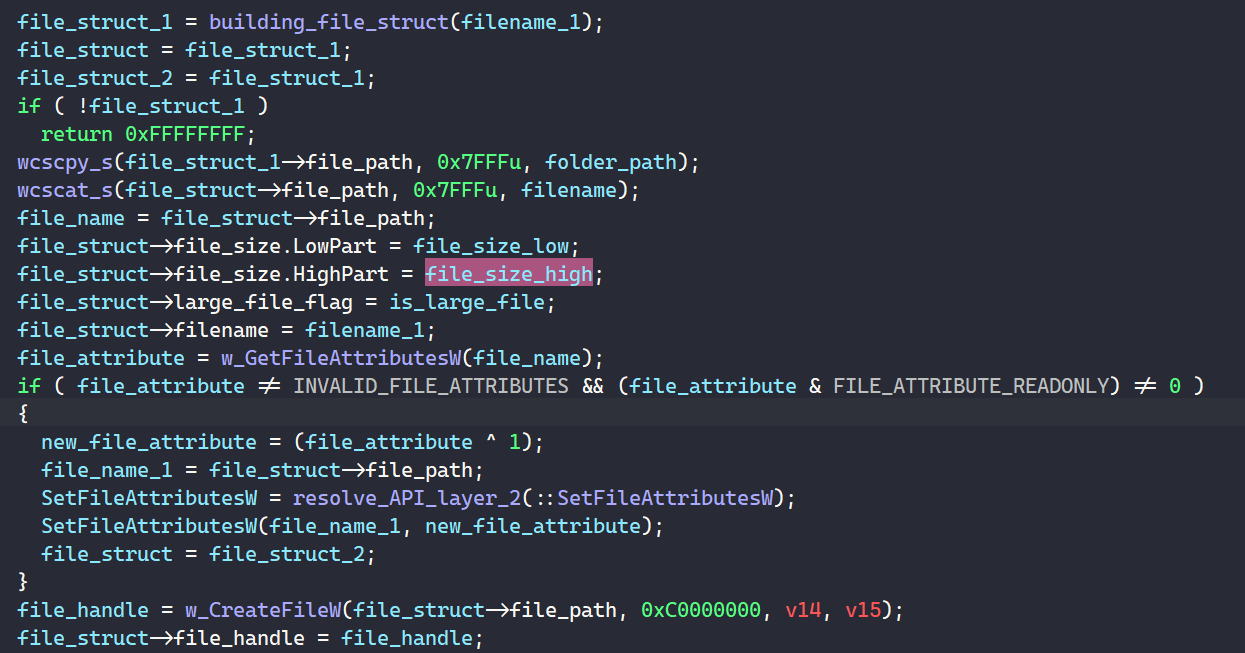 file_struct_1 = building_file_struct(filename_1);
file_struct = file_struct_1;
file_struct_2 = file_struct_1;
if ( !file_struct_1 )
return 0xFFFFFFFF;
wcscpy_s(file_struct_1→file_path, 0x7FFFu, folder_path);
wcscat_s(file_struct→file_path, 0x7FFFu, filename);
file_name = file_struct→file_path;
file_struct→file_size.LowPart = file_size_low;
file_struct→file_size.HighPart = file_size_high;
file_struct→large_file_flag = is_large_file;
file_struct→filename = filename_1;
file_attribute = w_GetFileAttributesW(file_name);
if ( file_attribute ≠ INVALID_FILE_ATTRIBUTES && (file_attribute & FILE_ATTRIBUTE_READONLY) ≠ 0 )
{
new_file_attribute = (file_attribute ^ 1);
file_name_1 = file_struct→file_path;
SetFileAttributesW = resolve_API_layer_2(::SetFileAttributesW);
SetFileAttributesW(file_name_1, new_file_attribute);
file_struct = file_struct_2;
}
file_handle = w_CreateFileW(file_struct→file_path, 0xC0000000, v14, v15);
file_struct→file_handle = file_handle;